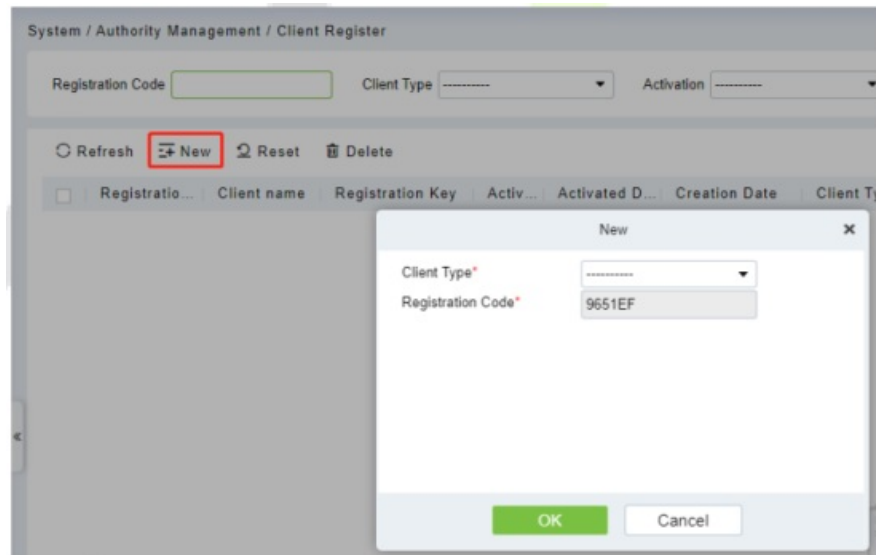 System / Authority Management / Client Register
Registration Code Client Type ---------- Activation ----------
Refresh New Reset Delete
Registratio... Client name Registration Key Activ... Activated D... Creation Date Client Ty
New
Client Type* ----------
Registration Code* 9651EF
OK Cancel